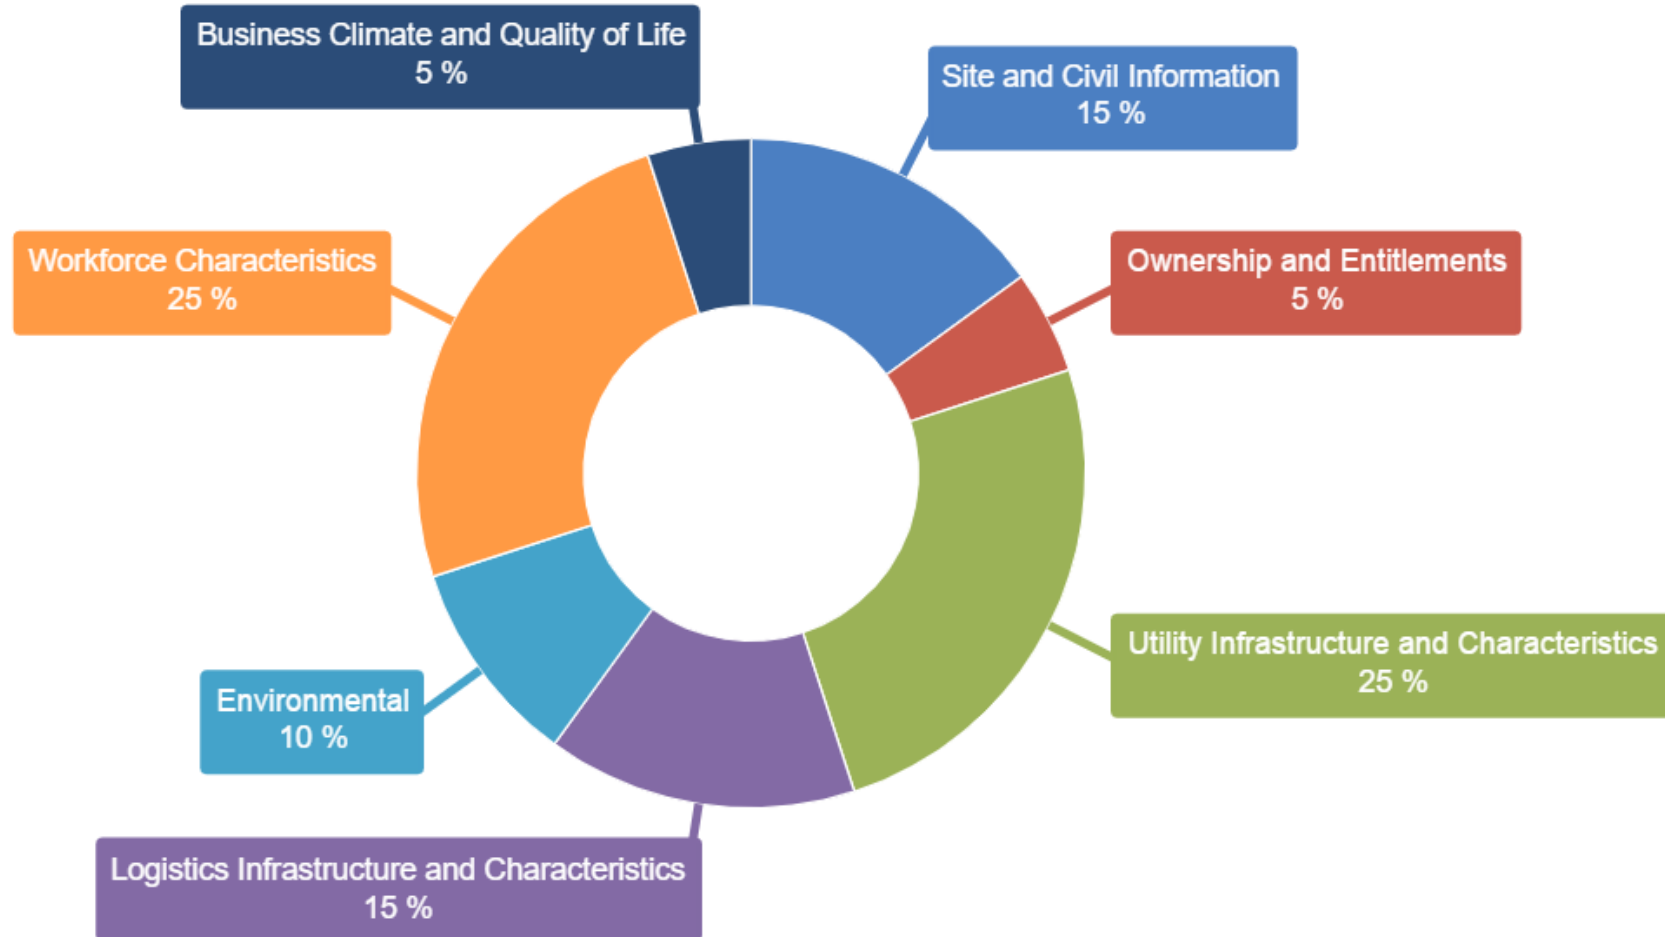 Business Climate and Quality of Life
5 %
Site and Civil Information
15 %
Workforce Characteristics
25 %
Ownership and Entitlements
5 %
Utility Infrastructure and Characteristics
25 %
Environmental
10 %
Logistics Infrastructure and Characteristics
15 %